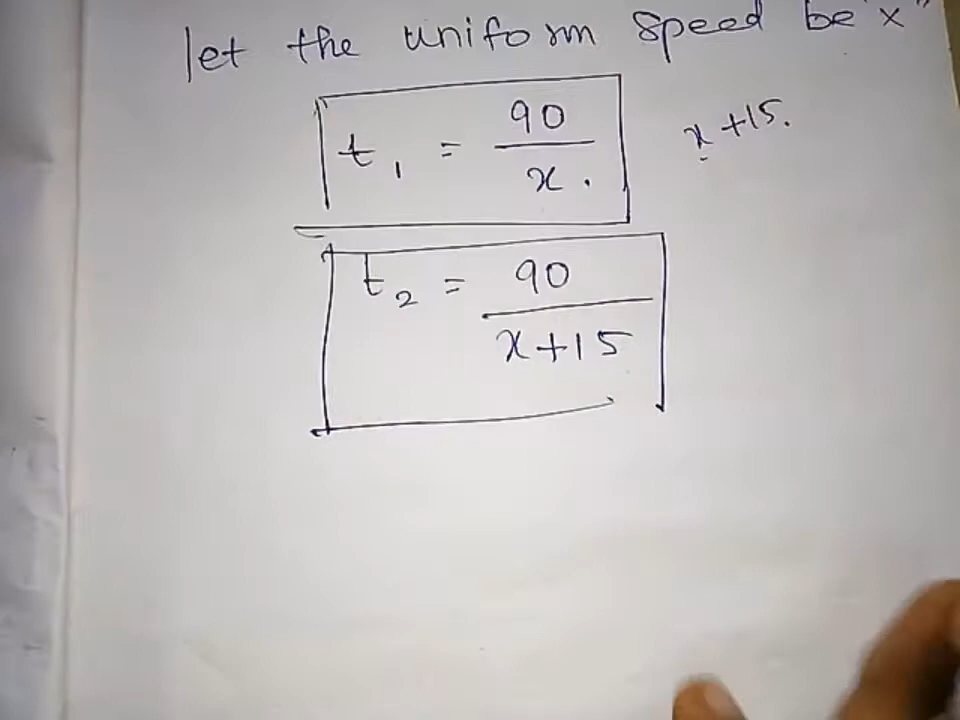 let the uniform speed be "x"
t₁ = 90/x.
x+15.
t₂ = 90/x+15